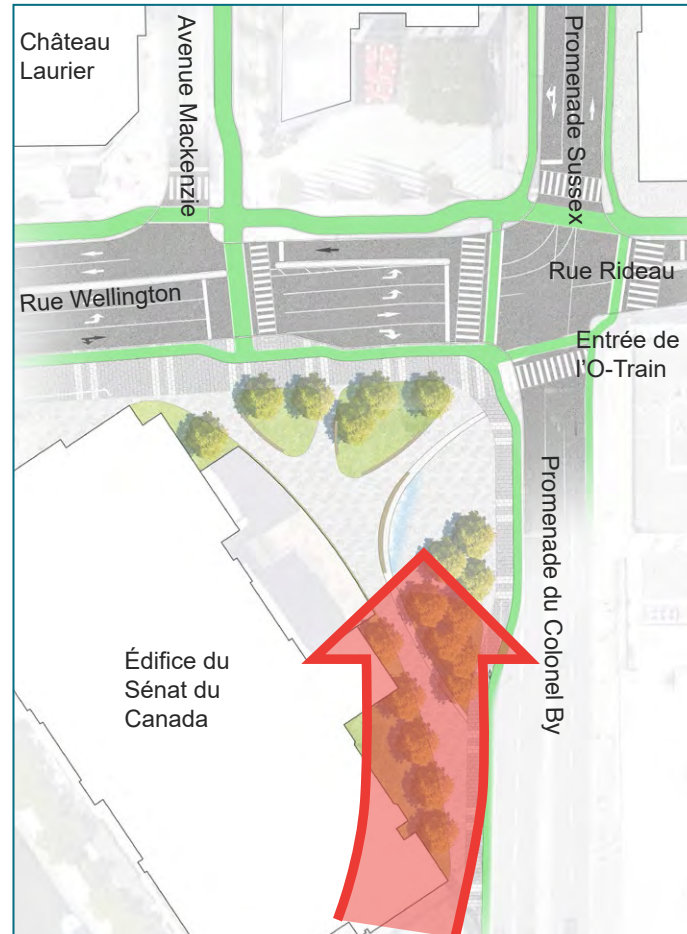 Château
Laurier
Avenue Mackenzie
Promenade Sussex
Rue Wellington
Rue Rideau
Entrée de
l'O-Train
Promenade du Colonel By
Édifice du
Sénat du
Canada